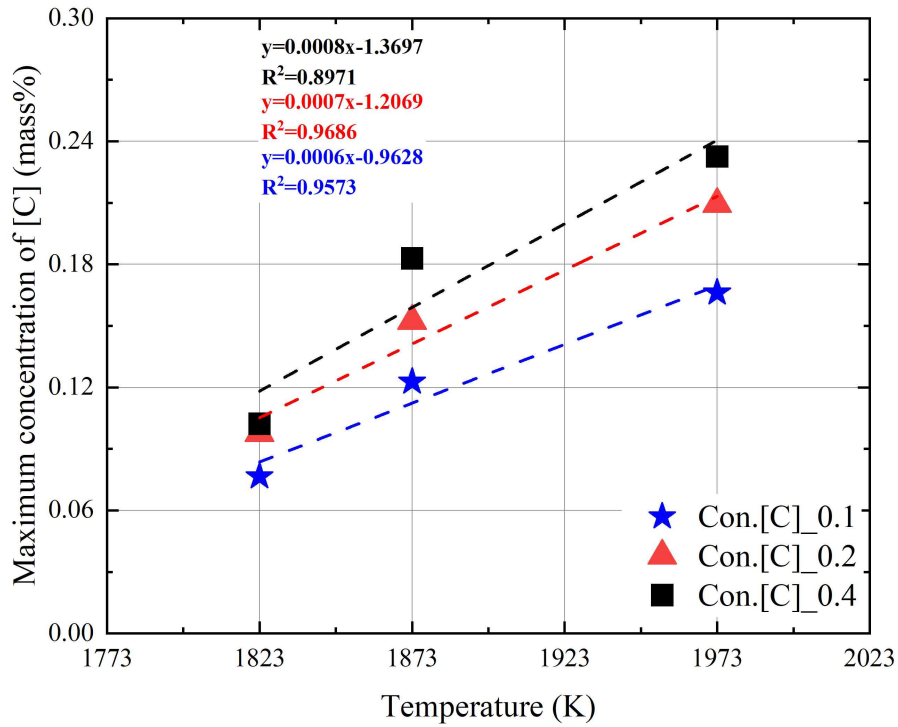 0.30
0.24
0.18
0.12
0.06
0.00
Maximum concentration of [C] (mass%)
y=0.0008x-1.3697
R²=0.8971
y=0.0007x-1.2069
R²=0.9686
y=0.0006x-0.9628
R²=0.9573
Con.[C]_0.1
Con.[C]_0.2
Con.[C]_0.4
1773 1823 1873 1923 1973 2023
Temperature (K)